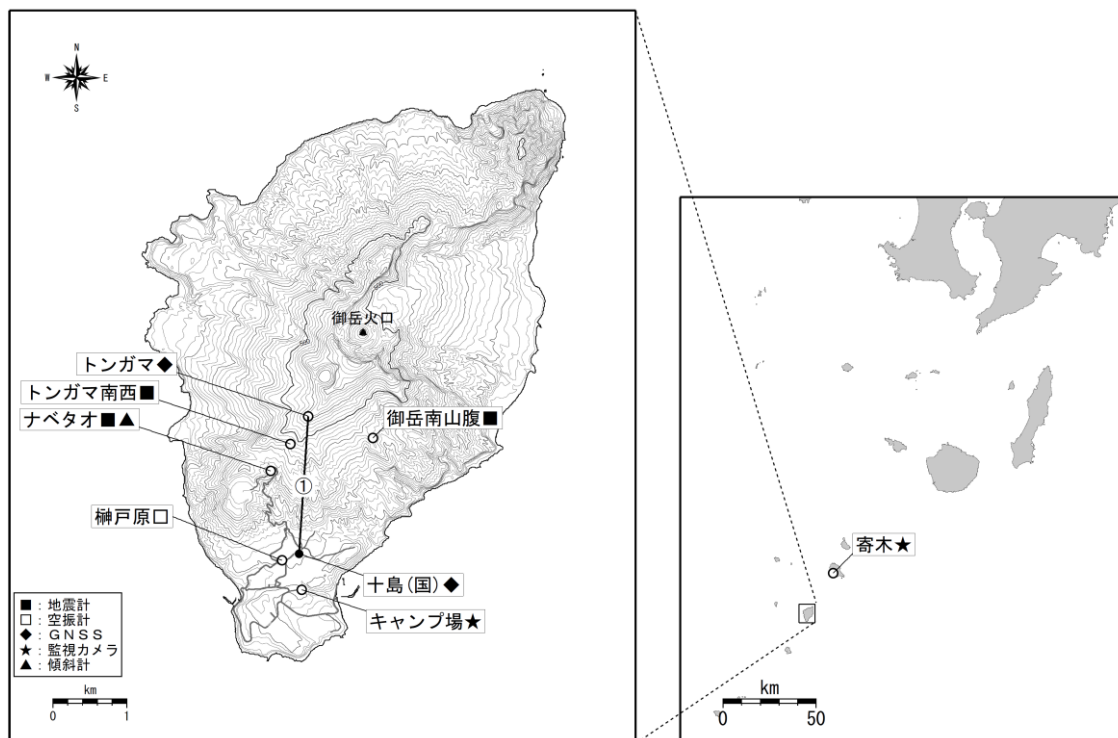 N
W E
S
御岳火口
トンガマ◆
トンガマ南西■
ナベタオ■▲
御岳南山腹■
①
榊戸原□
十島(国)◆
キャンプ場★
■：地震計
□：空振計
◆：ＧＮＳＳ
★：監視カメラ
▲：傾斜計
km
0 1
寄木★
km
0 50